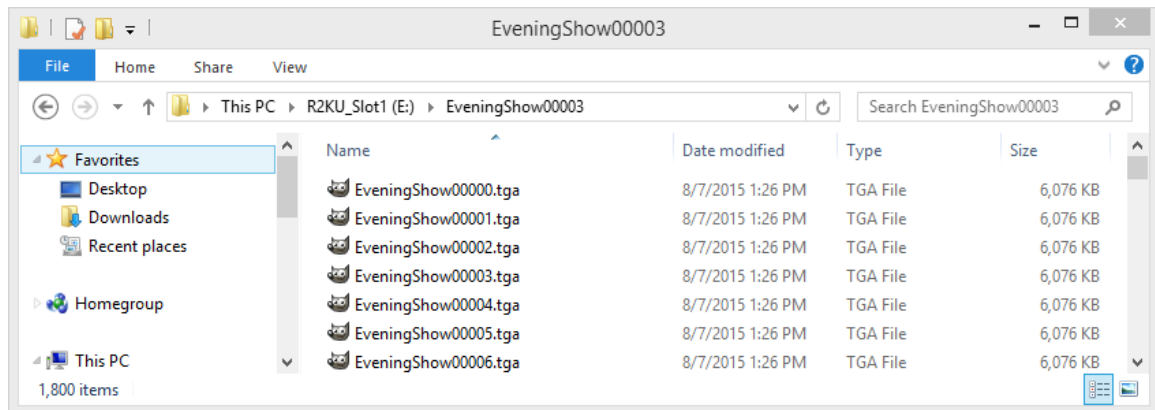 EveningShow00003
File Home Share View
This PC R2KU_Slot1 (E:) EveningShow00003 Search EveningShow00003
Favorites
Desktop
Downloads
Recent places
Homegroup
This PC
Name Date modified Type Size
EveningShow00000.tga 8/7/2015 1:26 PM TGA File 6,076 KB
EveningShow00001.tga 8/7/2015 1:26 PM TGA File 6,076 KB
EveningShow00002.tga 8/7/2015 1:26 PM TGA File 6,076 KB
EveningShow00003.tga 8/7/2015 1:26 PM TGA File 6,076 KB
EveningShow00004.tga 8/7/2015 1:26 PM TGA File 6,076 KB
EveningShow00005.tga 8/7/2015 1:26 PM TGA File 6,076 KB
EveningShow00006.tga 8/7/2015 1:26 PM TGA File 6,076 KB
1,800 items